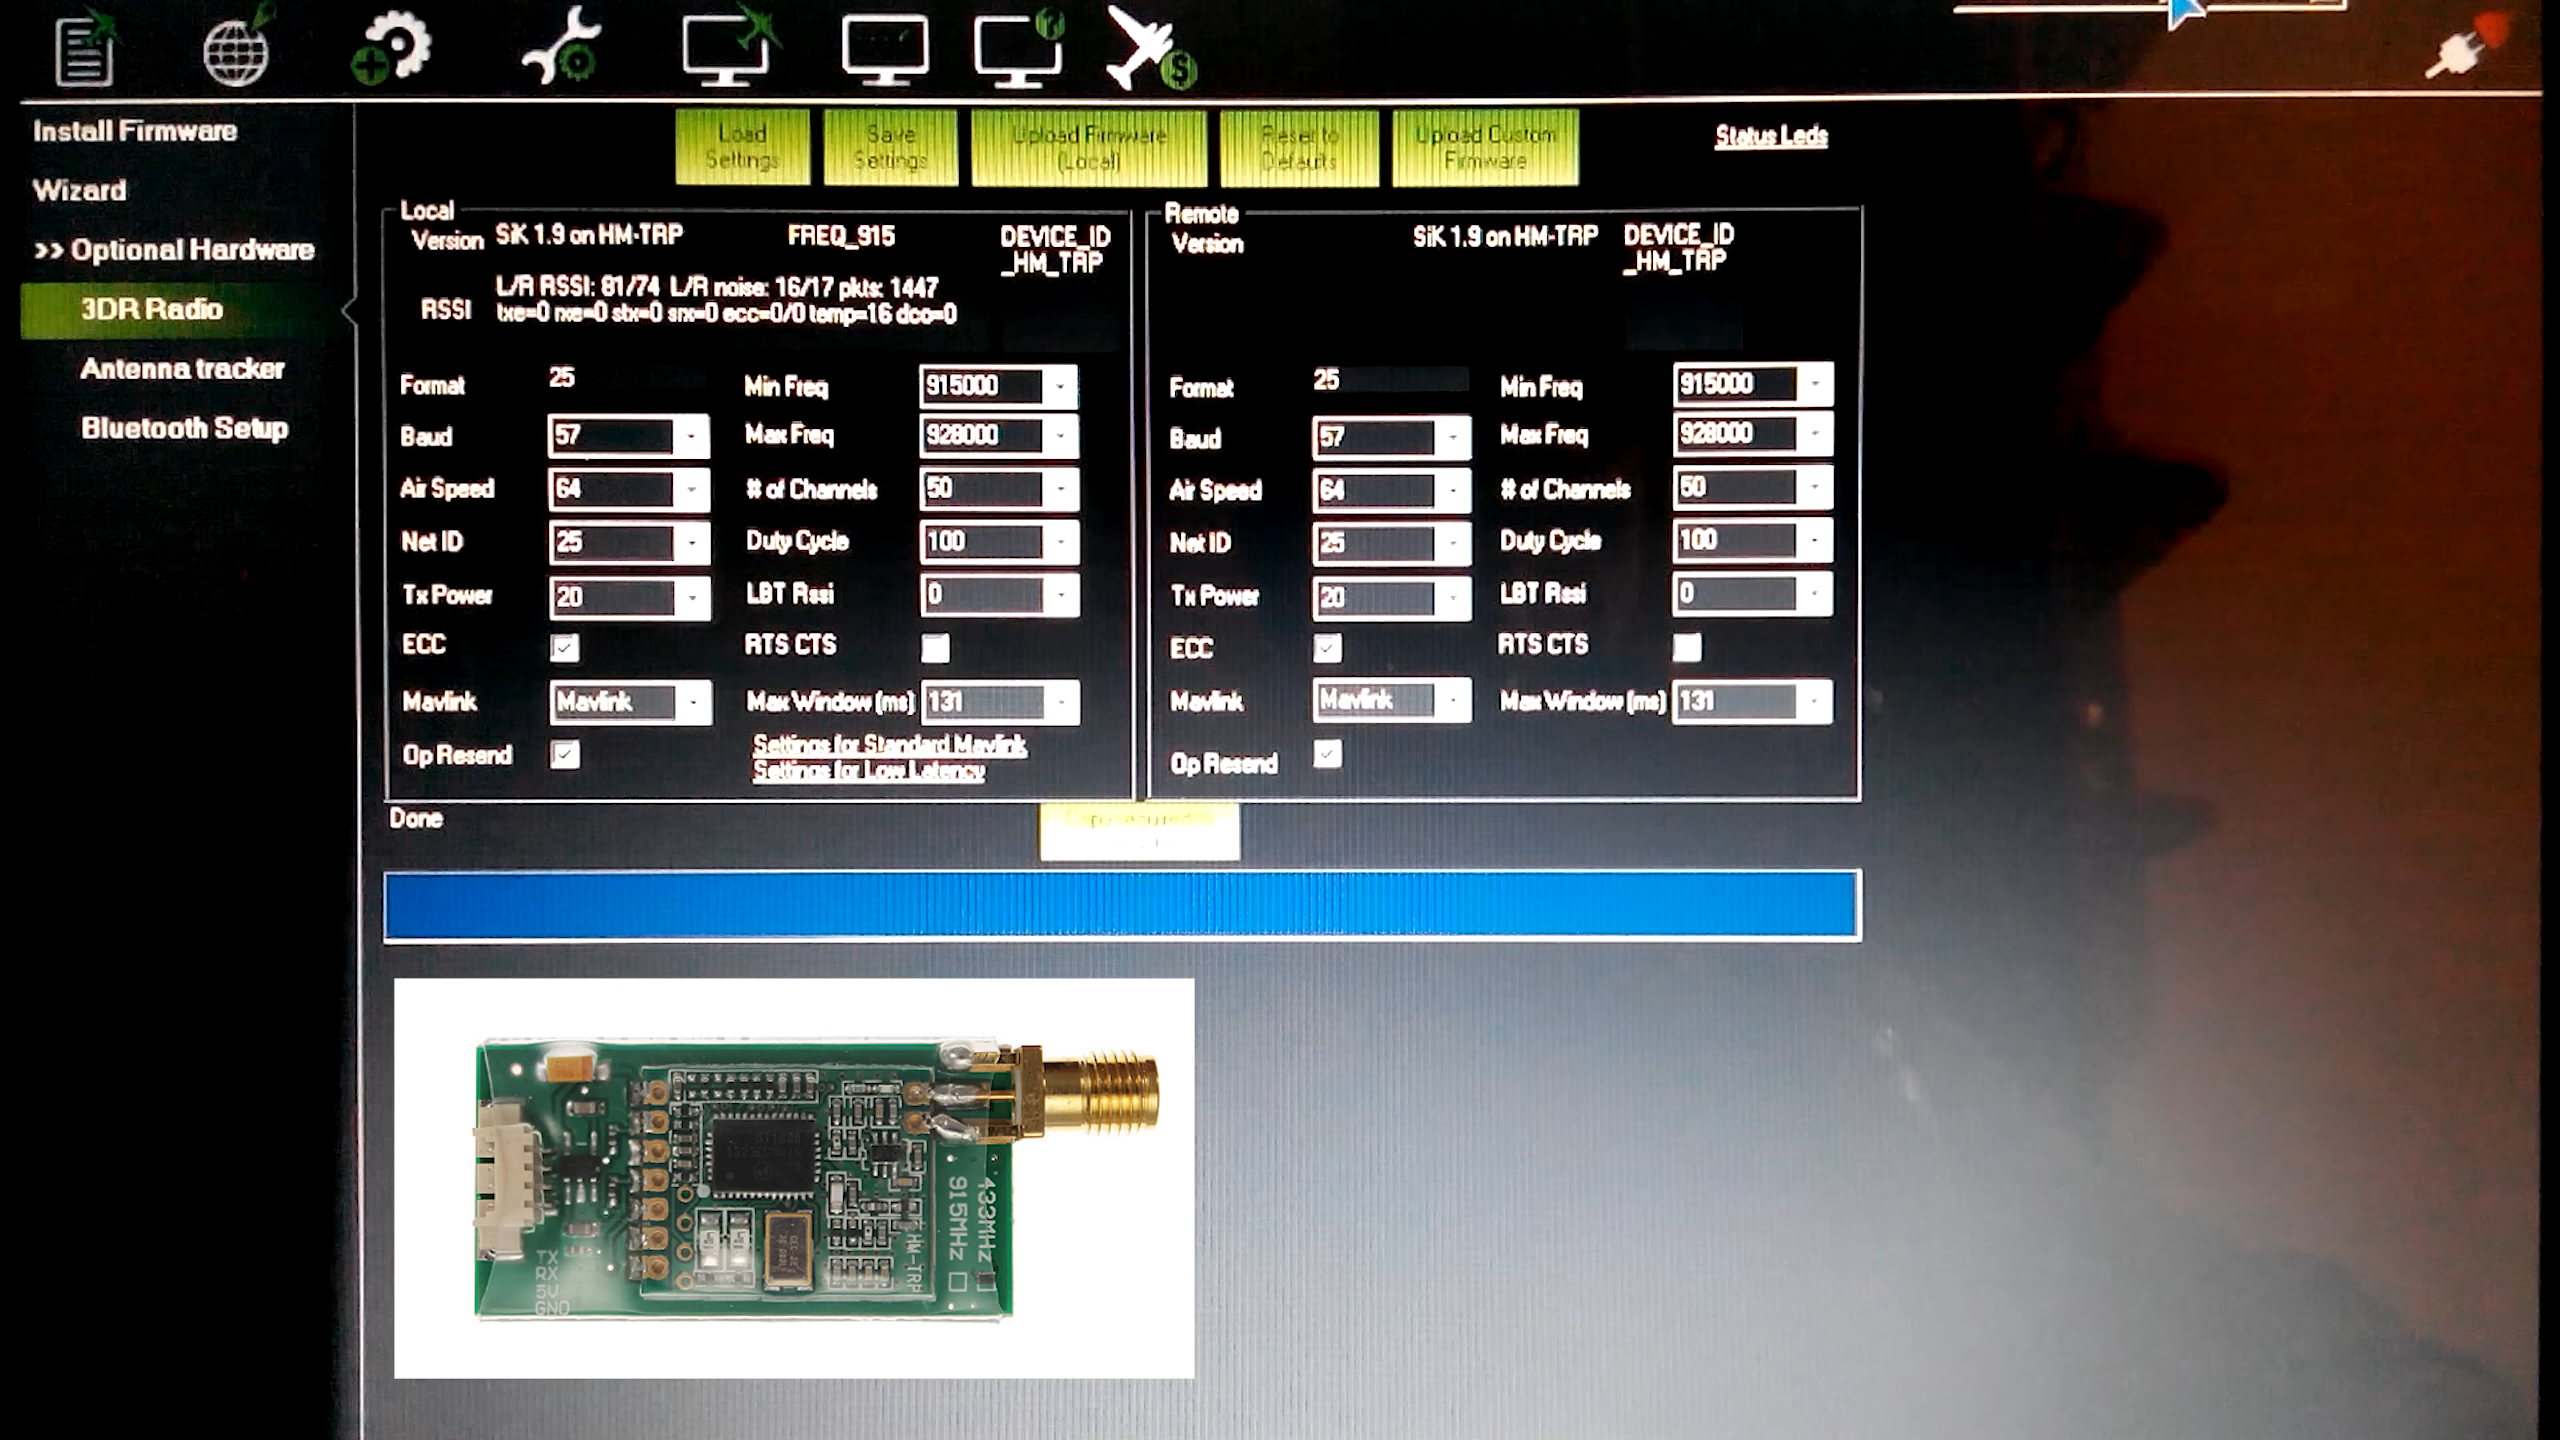 Install Firmware
Wizard
>> Optional Hardware
3DR Radio
Antenna tracker
Bluetooth Setup
Load
Settings
Save
Settings
Upload Firmware
(Local)
Reset to
Defaults
Upload Custom
Firmware
Status Leds
Local
Version SiK 1.9 on HM-TRP FREQ_915 DEVICE_ID
_HM_TRP
RSSI
L/R RSSI: 81/74 L/R noise: 16/17 pkts: 1447
txe=0 rxe=0 stx=0 srx=0 ecc=0/0 temp=16 dco=0
Format 25 Min Freq 915000
Baud 57 Max Freq 928000
Air Speed 64 # of Channels 50
Net ID 25 Duty Cycle 100
Tx Power 20 LBT Rssi 0
ECC RTS CTS
Mavlink Mavlink Max Window (ms) 131
Op Resend
Settings for Standard Mavlink
Settings for Low Latency
Remote
Version SiK 1.9 on HM-TRP DEVICE_ID
_HM_TRP
Format 25 Min Freq 915000
Baud 57 Max Freq 928000
Air Speed 64 # of Channels 50
Net ID 25 Duty Cycle 100
Tx Power 20 LBT Rssi 0
ECC RTS CTS
Mavlink Mavlink Max Window (ms) 131
Op Resend
Done
TX
RX
5V
GND
HM-TRP
915MHz
433MHz